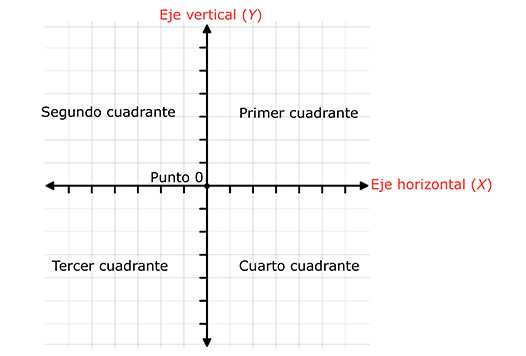 Eje vertical (Y)
Segundo cuadrante
Primer cuadrante
Punto 0
Eje horizontal (X)
Tercer cuadrante
Cuarto cuadrante